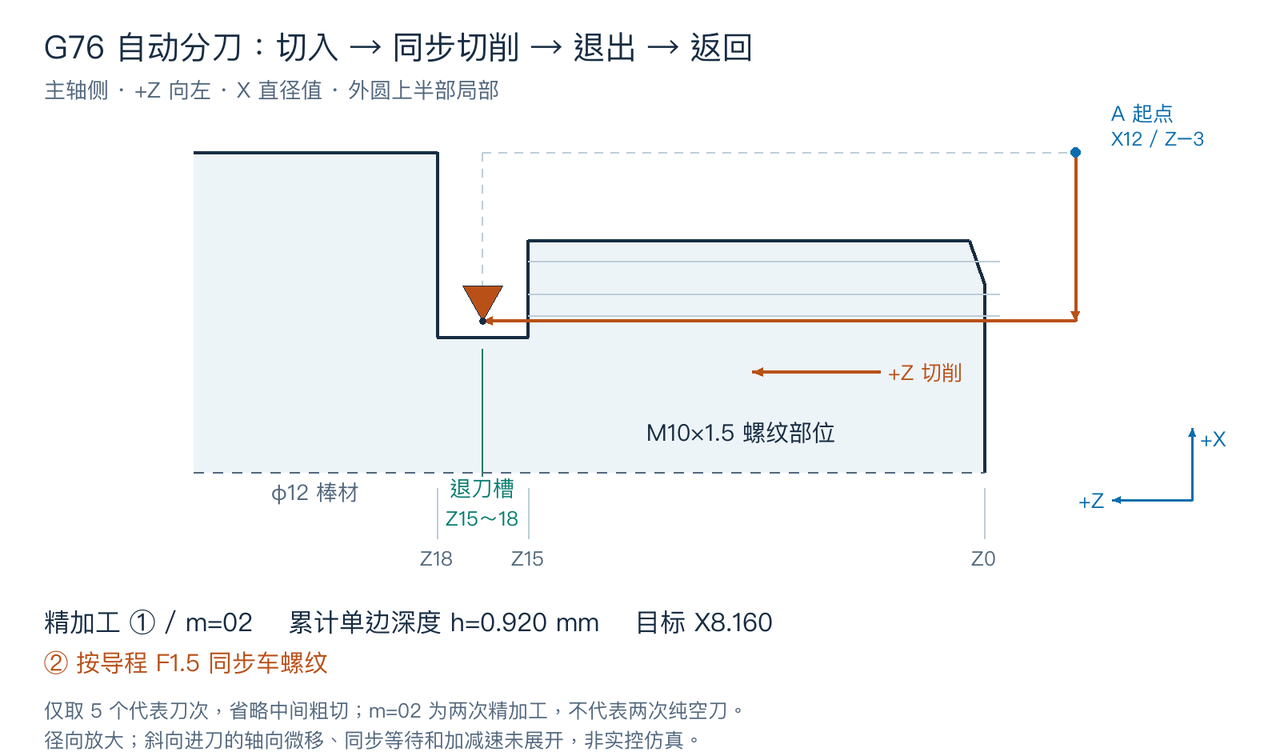 G76 自动分刀：切入 → 同步切削 → 退出 → 返回
主轴侧 · +Z 向左 · X 直径值 · 外圆上半部局部
A 起点
X12 / Z−3
+Z 切削
M10×1.5 螺纹部位
+X
+Z
φ12 棒材
退刀槽
Z15～18
Z18
Z15
Z0
精加工 ① / m=02 累计单边深度 h=0.920 mm 目标 X8.160
② 按导程 F1.5 同步车螺纹
仅取 5 个代表刀次，省略中间粗切；m=02 为两次精加工，不代表两次纯空刀。
径向放大；斜向进刀的轴向微移、同步等待和加减速未展开，非实控仿真。